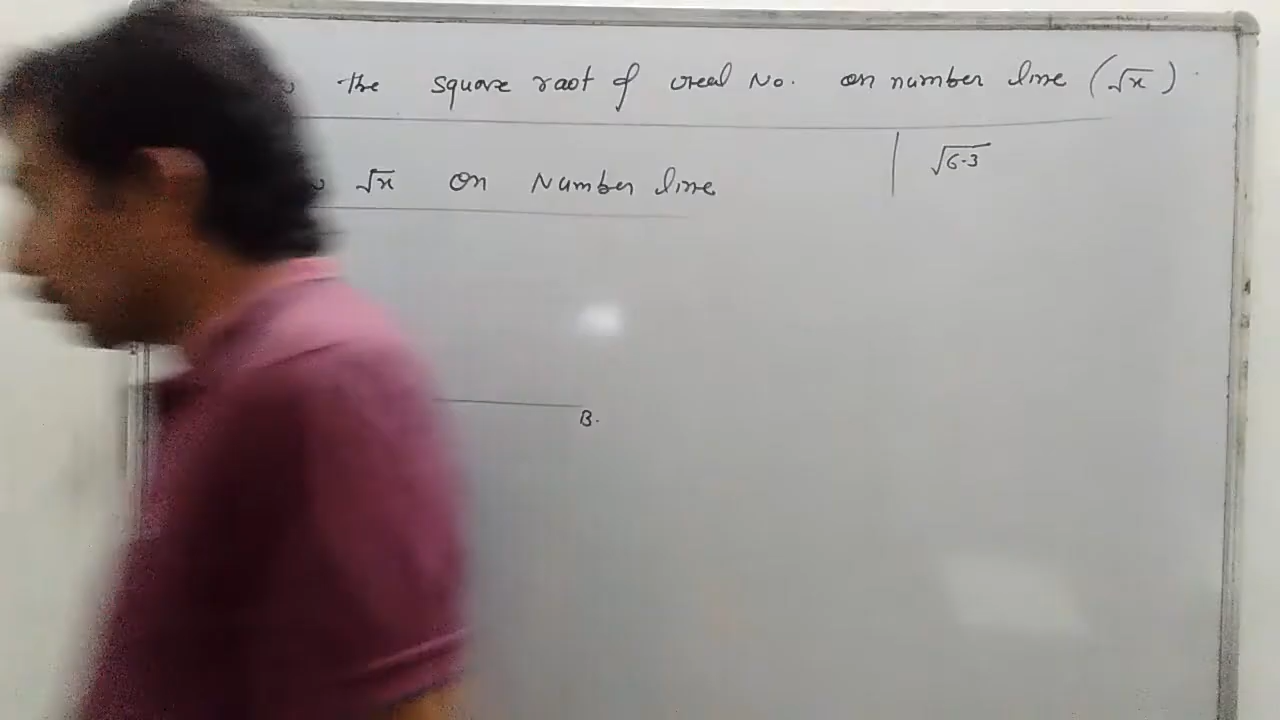 the square root of real No. on number line (√x).
√x on Number line
√6.3
B.